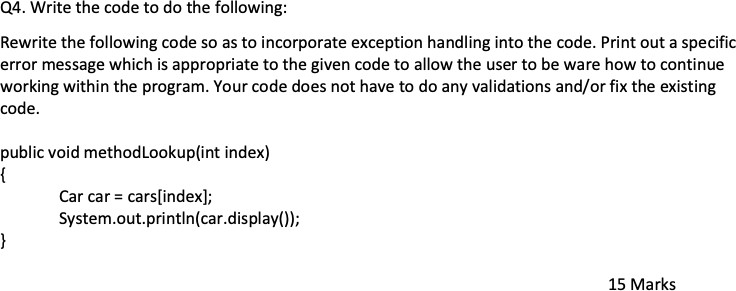 Q4. Write the code to do the following:
Rewrite the following code so as to incorporate exception handling into the code. Print out a specific
error message which is appropriate to the given code to allow the user to be ware how to continue
working within the program. Your code does not have to do any validations and/or fix the existing
code.
public void methodLookup(int index)
{
Car car = cars[index];
System.out.println(car.display());
}
15 Marks